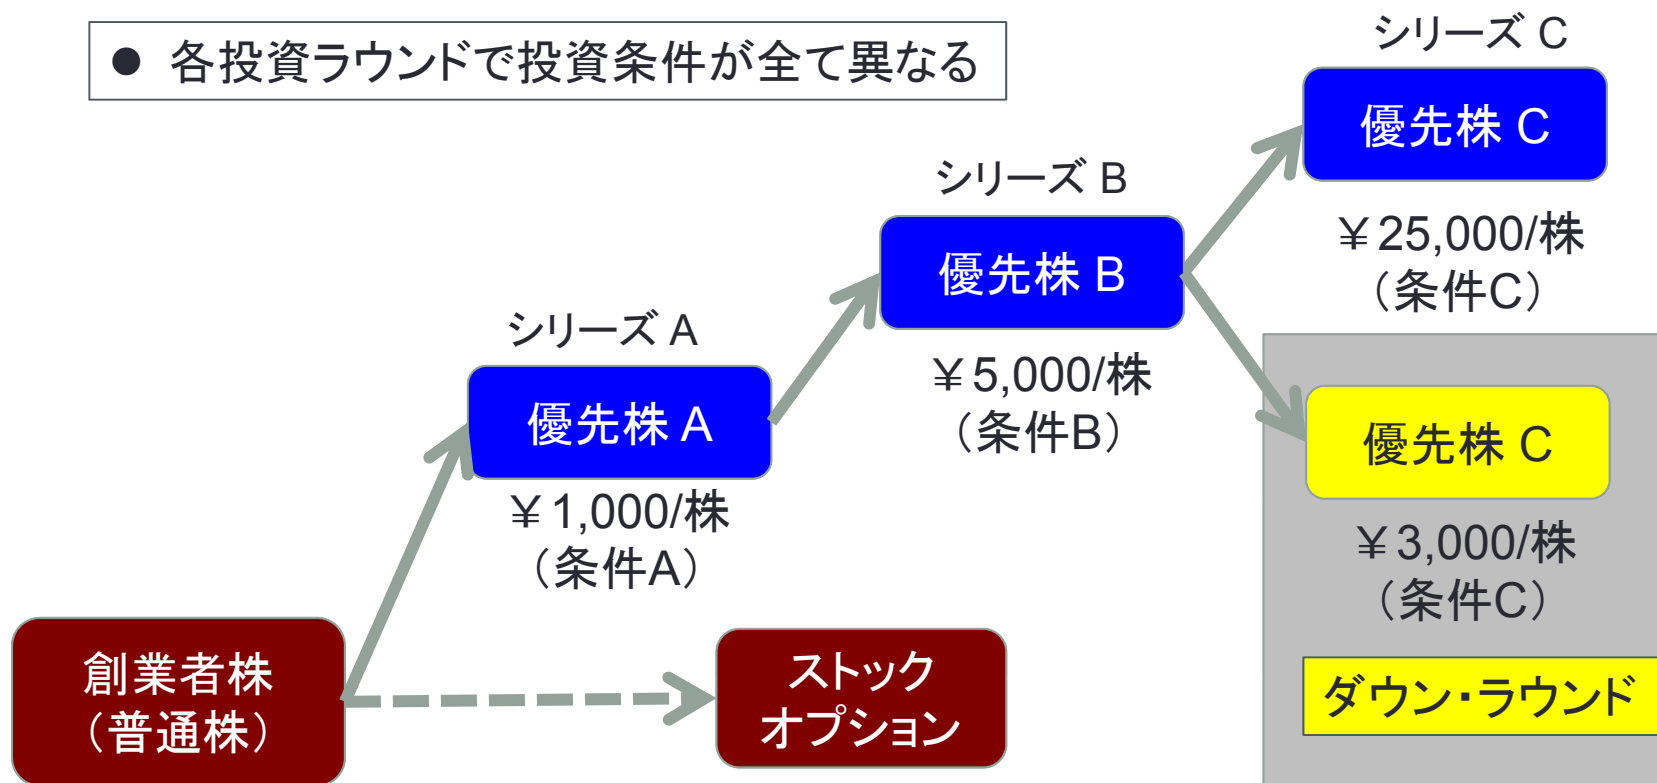 ● 各投資ラウンドで投資条件が全て異なる
シリーズ C
優先株 C
￥25,000/株
（条件C）
シリーズ B
優先株 B
￥5,000/株
（条件B）
シリーズ A
優先株 A
￥1,000/株
（条件A）
優先株 C
￥3,000/株
（条件C）
ダウン・ラウンド
創業者株
（普通株）
ストック
オプション